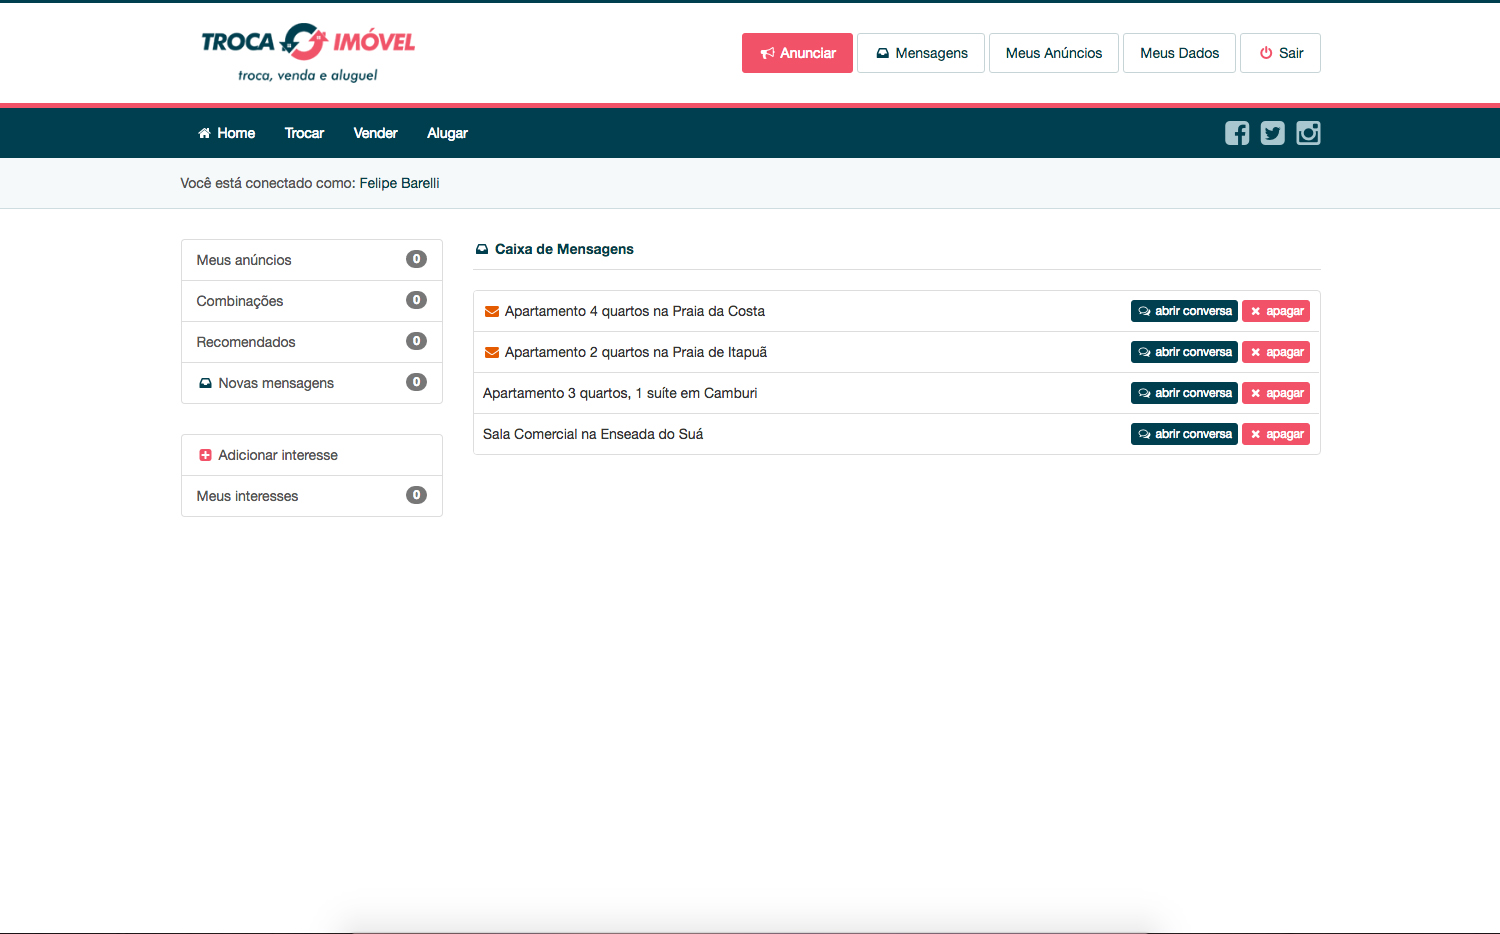 TROCA IMÓVEL
troca, venda e aluguel
Anunciar Mensagens Meus Anúncios Meus Dados Sair
Home Trocar Vender Alugar
Você está conectado como: Felipe Barelli
Meus anúncios 0
Combinações 0
Recomendados 0
Novas mensagens 0
Adicionar interesse
Meus interesses 0
Caixa de Mensagens
Apartamento 4 quartos na Praia da Costa abrir conversa apagar
Apartamento 2 quartos na Praia de Itapuã abrir conversa apagar
Apartamento 3 quartos, 1 suíte em Camburi abrir conversa apagar
Sala Comercial na Enseada do Suá abrir conversa apagar